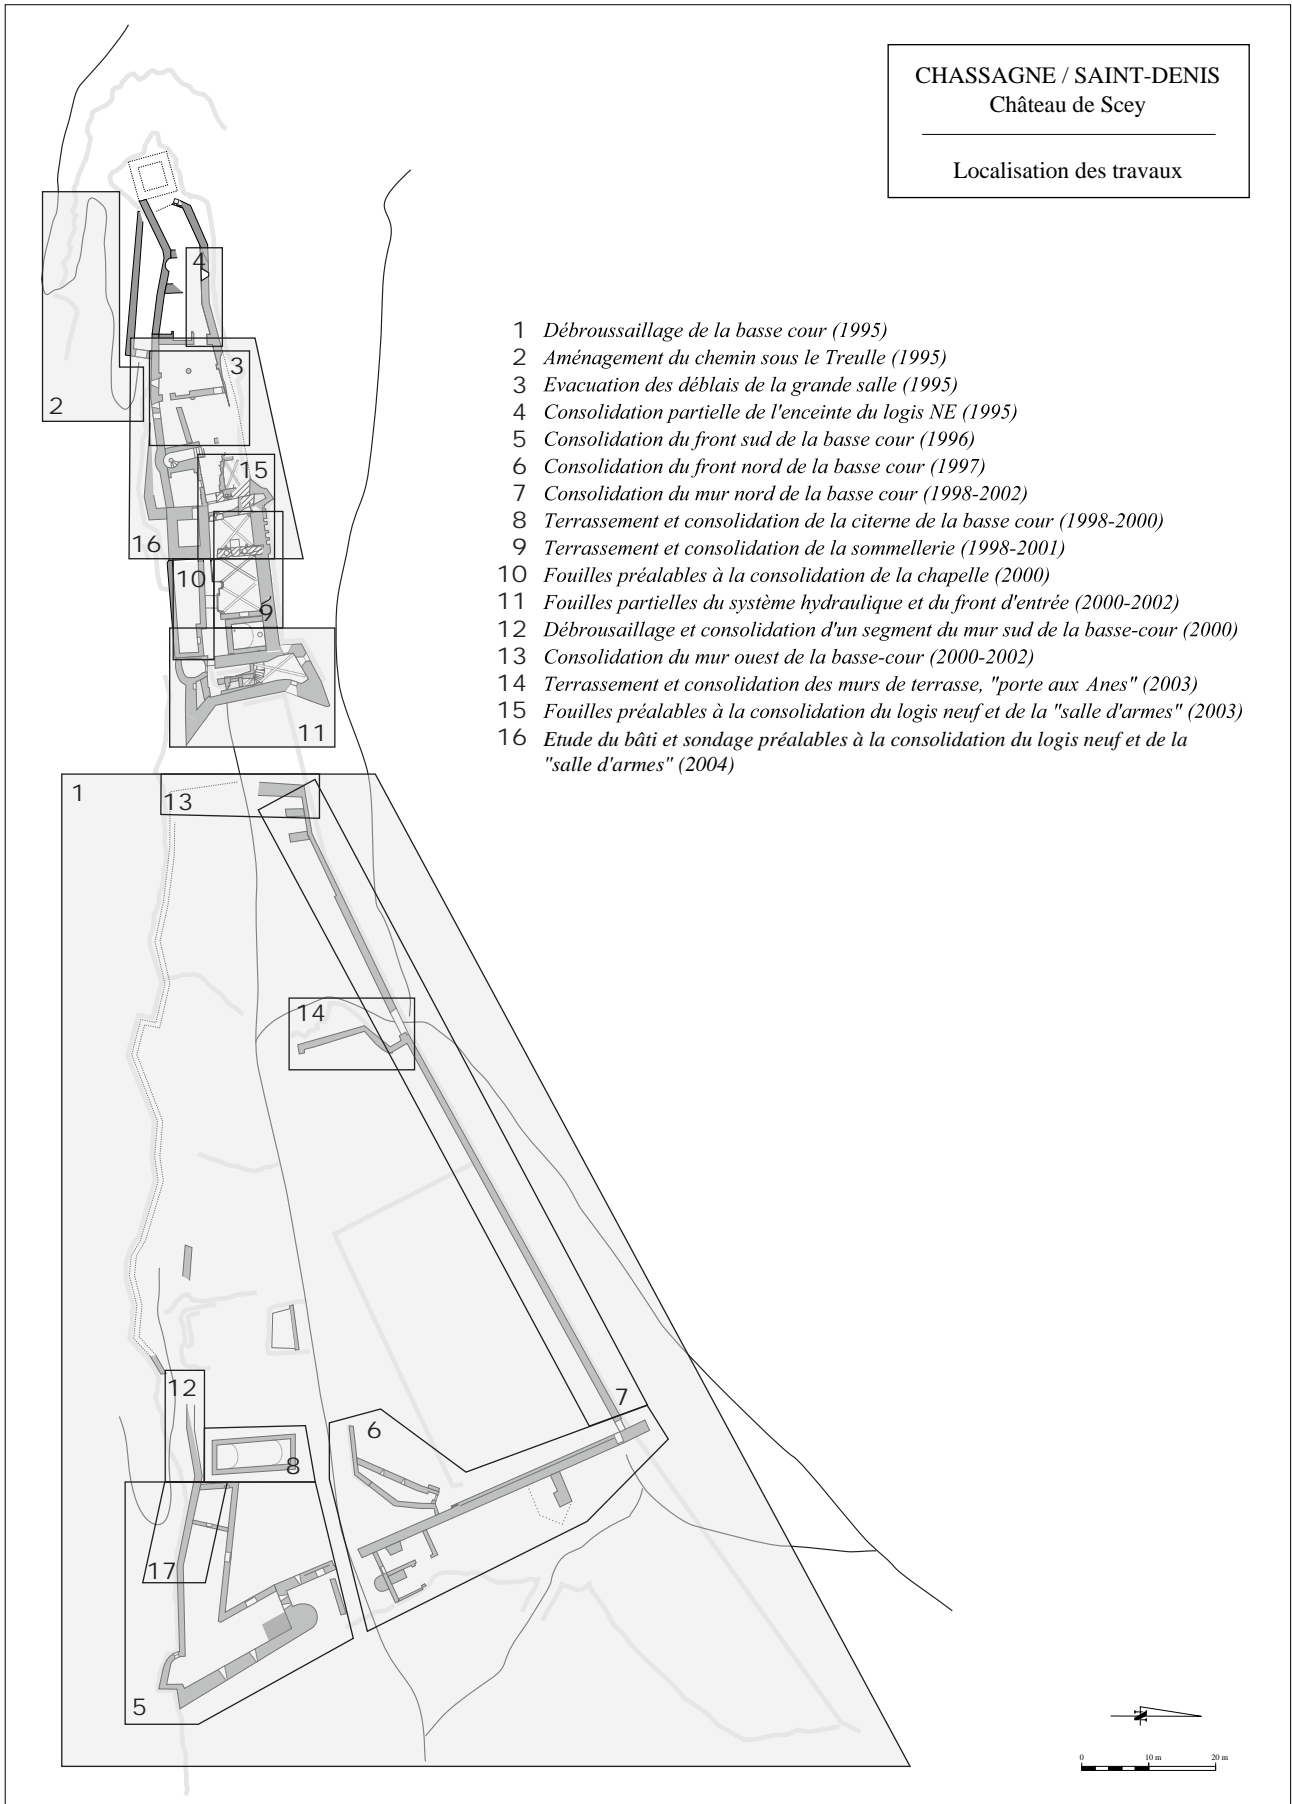 CHASSAGNE / SAINT-DENIS
Château de Scey
Localisation des travaux
1 Débroussaillage de la basse cour (1995)
2 Aménagement du chemin sous le Treulle (1995)
3 Evacuation des déblais de la grande salle (1995)
4 Consolidation partielle de l'enceinte du logis NE (1995)
5 Consolidation du front sud de la basse cour (1996)
6 Consolidation du front nord de la basse cour (1997)
7 Consolidation du mur nord de la basse cour (1998-2002)
8 Terrassement et consolidation de la citerne de la basse cour (1998-2000)
9 Terrassement et consolidation de la sommellerie (1998-2001)
10 Fouilles préalables à la consolidation de la chapelle (2000)
11 Fouilles partielles du système hydraulique et du front d'entrée (2000-2002)
12 Débrousaillage et consolidation d'un segment du mur sud de la basse-cour (2000)
13 Consolidation du mur ouest de la basse-cour (2000-2002)
14 Terrassement et consolidation des murs de terrasse, "porte aux Anes" (2003)
15 Fouilles préalables à la consolidation du logis neuf et de la "salle d'armes" (2003)
16 Etude du bâti et sondage préalables à la consolidation du logis neuf et de la
"salle d'armes" (2004)
4
3
2
15
16
10
9
11
1
13
14
12
7
6
8
17
5
N
0 10 m 20 m